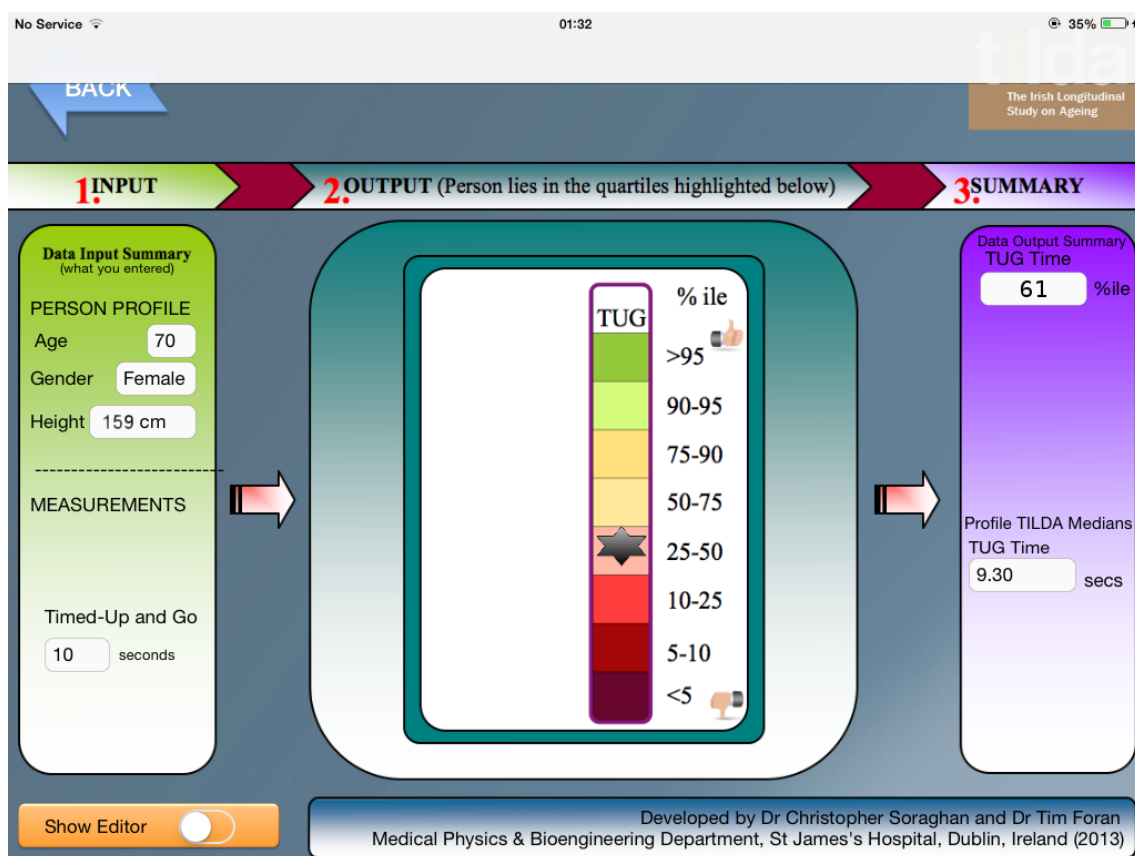 No Service
01:32
35%
BACK
tilda
The Irish Longitudinal
Study on Ageing
1. INPUT
2. OUTPUT (Person lies in the quartiles highlighted below)
3. SUMMARY
Data Input Summary
(what you entered)
PERSON PROFILE
Age 70
Gender Female
Height 159 cm
------------------------
MEASUREMENTS
Timed-Up and Go
10 seconds
TUG
% ile
>95
90-95
75-90
50-75
25-50
10-25
5-10
<5
Data Output Summary
TUG Time
61 %ile
Profile TILDA Medians
TUG Time
9.30 secs
Show Editor
Developed by Dr Christopher Soraghan and Dr Tim Foran
Medical Physics & Bioengineering Department, St James's Hospital, Dublin, Ireland (2013)